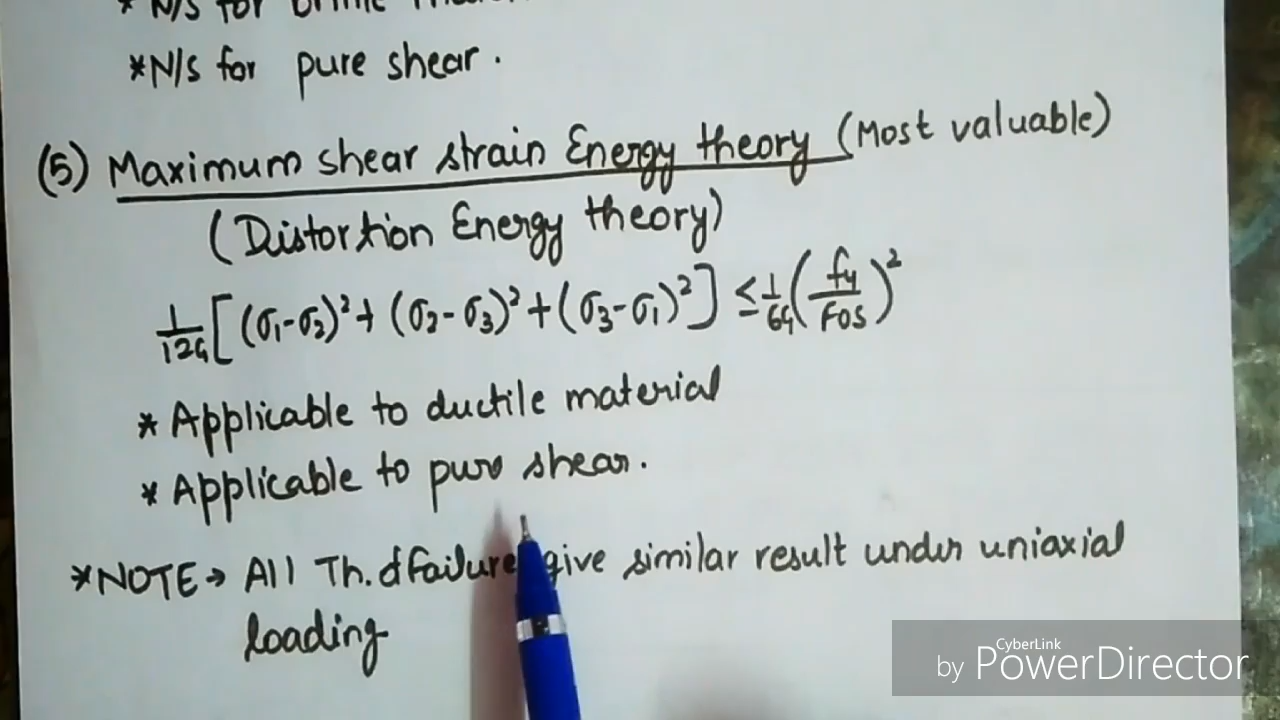 * N/S for
*N/S for pure shear.
(5) Maximum shear strain Energy theory (Most valuable)
(Distortion Energy theory)
1/12G [(σ₁-σ₂)²+ (σ₂-σ₃)²+(σ₃-σ₁)²] ≤ 1/6G (fy/FOS)²
* Applicable to ductile material
* Applicable to pure shear.
*NOTE→ All Th. of Failure give similar result under uniaxial
loading
CyberLink
by PowerDirector